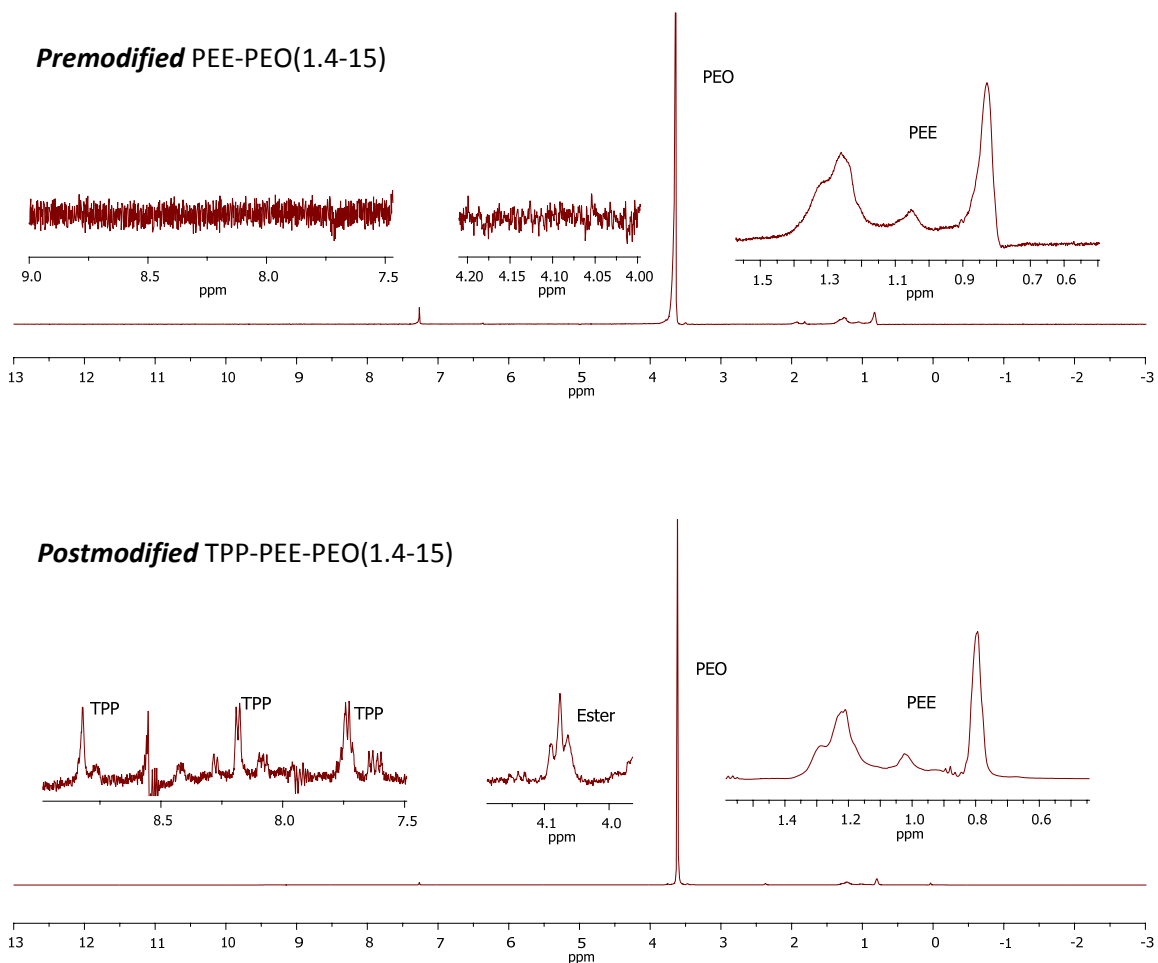 Premodified PEE-PEO(1.4-15)
PEO
PEE
9.0 8.5 8.0 7.5
ppm
4.20 4.15 4.10 4.05 4.00
ppm
1.5 1.3 1.1 0.9 0.7 0.6
ppm
13 12 11 10 9 8 7 6 5 4 3 2 1 0 -1 -2 -3
ppm
Postmodified TPP-PEE-PEO(1.4-15)
PEO
TPP TPP TPP
Ester
PEE
8.5 8.0 7.5
ppm
4.1 4.0
ppm
1.4 1.2 1.0 0.8 0.6
ppm
13 12 11 10 9 8 7 6 5 4 3 2 1 0 -1 -2 -3
ppm